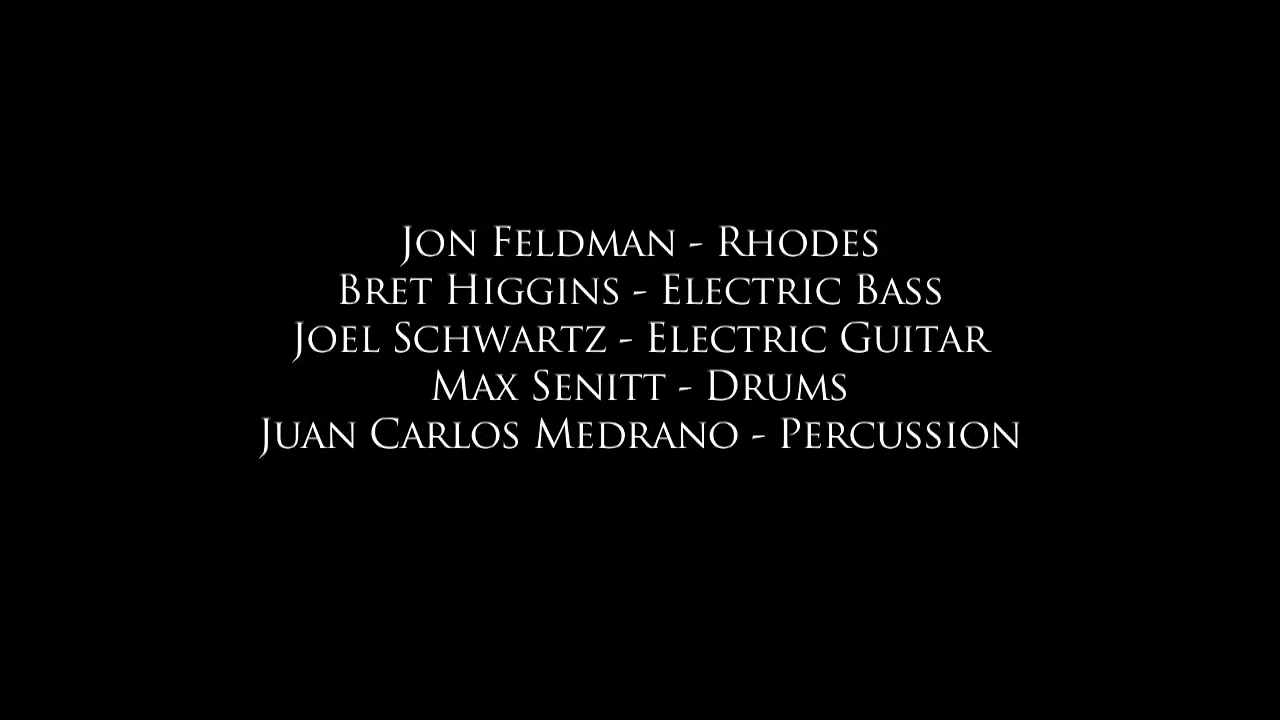 Jon Feldman - Rhodes
Bret Higgins - Electric Bass
Joel Schwartz - Electric Guitar
Max Senitt - Drums
Juan Carlos Medrano - Percussion